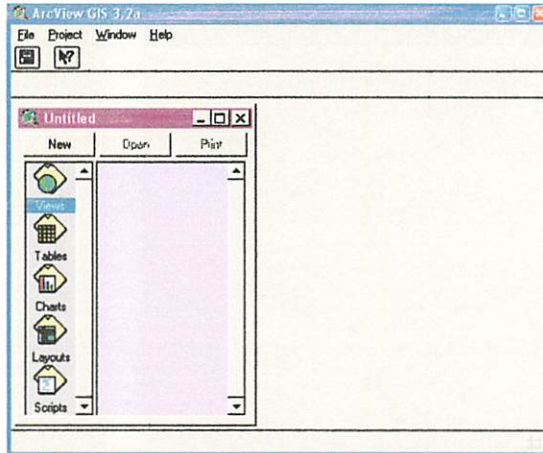 ArcView GIS 3.2a
File Project Window Help
Untitled
New Open Print
Views
Tables
Charts
Layouts
Scripts